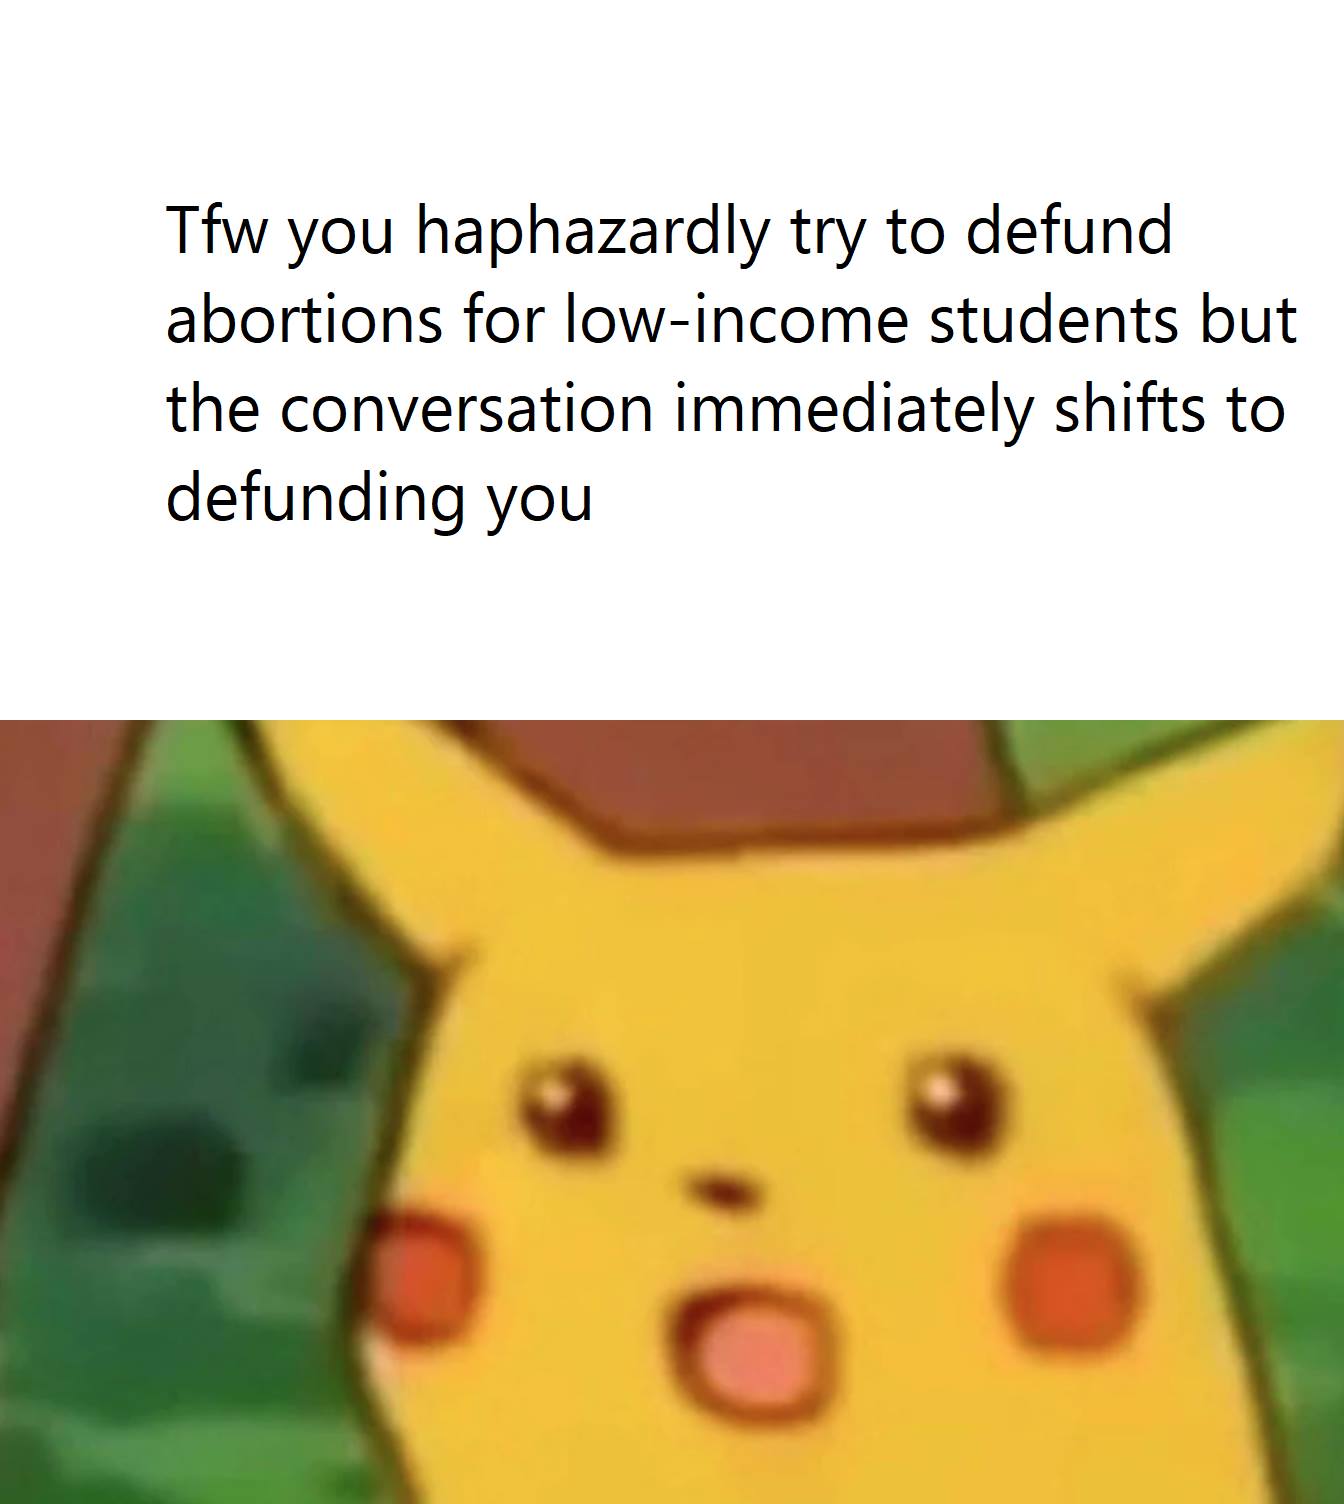 Tfw you haphazardly try to defund
abortions for low-income students but
the conversation immediately shifts to
defunding you